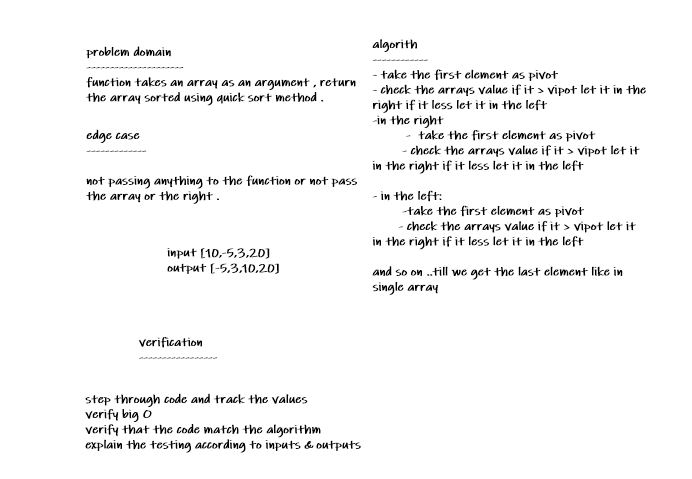 problem domain
---------------------
function takes an array as an argument , return
the array sorted using quick sort method .
edge case
-------------
not passing anything to the function or not pass
the array or the right .
input [10,-5,3,20]
output [-5,3,10,20]
verification
-----------------
step through code and track the values
verify big O
verify that the code match the algorithm
explain the testing according to inputs & outputs
algorith
------------
- take the first element as pivot
- check the arrays value if it > vipot let it in the
right if it less let it in the left
-in the right
- take the first element as pivot
- check the arrays value if it > vipot let it
in the right if it less let it in the left
- in the left:
-take the first element as pivot
- check the arrays value if it > vipot let it
in the right if it less let it in the left
and so on ..till we get the last element like in
single array